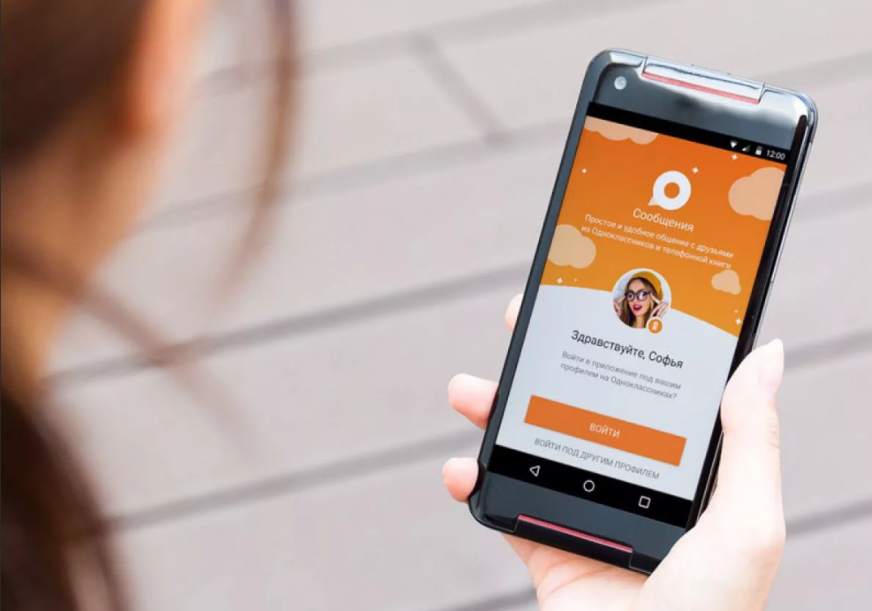 12:00
Сообщения
Простое и удобное общение с друзьями
из Одноклассников и телефонной книги
Здравствуйте, Софья
Войти в приложение под вашим
профилем на Одноклассниках?
ВОЙТИ
ВОЙТИ ПОД ДРУГИМ ПРОФИЛЕМ